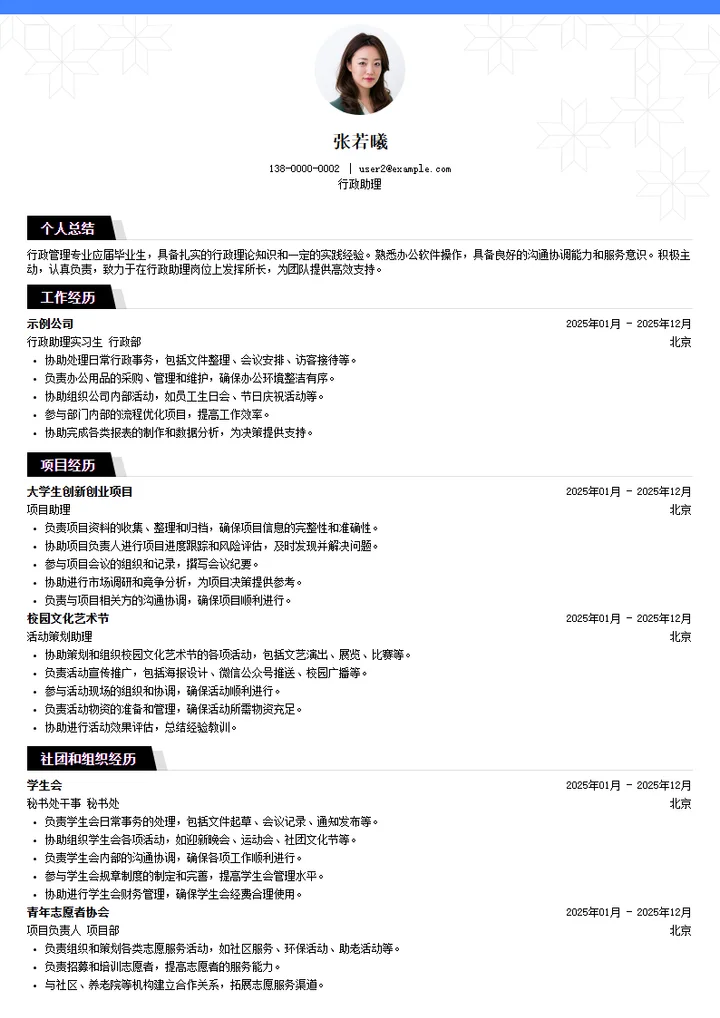 张若曦
138-0000-0002 | user2@example.com
行政助理
个人总结
行政管理专业应届毕业生，具备扎实的行政理论知识和一定的实践经验。熟悉办公软件操作，具备良好的沟通协调能力和服务意识。积极主
动，认真负责，致力于在行政助理岗位上发挥所长，为团队提供高效支持。
工作经历
示例公司 2025年01月 - 2025年12月
行政助理实习生 行政部 北京
• 协助处理日常行政事务，包括文件整理、会议安排、访客接待等。
• 负责办公用品的采购、管理和维护，确保办公环境整洁有序。
• 协助组织公司内部活动，如员工生日会、节日庆祝活动等。
• 参与部门内部的流程优化项目，提高工作效率。
• 协助完成各类报表的制作和数据分析，为决策提供支持。
项目经历
大学生创新创业项目 2025年01月 - 2025年12月
项目助理 北京
• 负责项目资料的收集、整理和归档，确保项目信息的完整性和准确性。
• 协助项目负责人进行项目进度跟踪和风险评估，及时发现并解决问题。
• 参与项目会议的组织和记录，撰写会议纪要。
• 协助进行市场调研和竞争分析，为项目决策提供参考。
• 负责与项目相关方的沟通协调，确保项目顺利进行。
校园文化艺术节 2025年01月 - 2025年12月
活动策划助理 北京
• 协助策划和组织校园文化艺术节的各项活动，包括文艺演出、展览、比赛等。
• 负责活动宣传推广，包括海报设计、微信公众号推送、校园广播等。
• 参与活动现场的组织和协调，确保活动顺利进行。
• 负责活动物资的准备和管理，确保活动所需物资充足。
• 协助进行活动效果评估，总结经验教训。
社团和组织经历
学生会 2025年01月 - 2025年12月
秘书处干事 秘书处 北京
• 负责学生会日常事务的处理，包括文件起草、会议记录、通知发布等。
• 协助组织学生会各项活动，如迎新晚会、运动会、社团文化节等。
• 负责学生会内部的沟通协调，确保各项工作顺利进行。
• 参与学生会规章制度的制定和完善，提高学生会管理水平。
• 协助进行学生会财务管理，确保学生会经费合理使用。
青年志愿者协会 2025年01月 - 2025年12月
项目负责人 项目部 北京
• 负责组织和策划各类志愿服务活动，如社区服务、环保活动、助老活动等。
• 负责招募和培训志愿者，提高志愿者的服务能力。
• 与社区、养老院等机构建立合作关系，拓展志愿服务渠道。